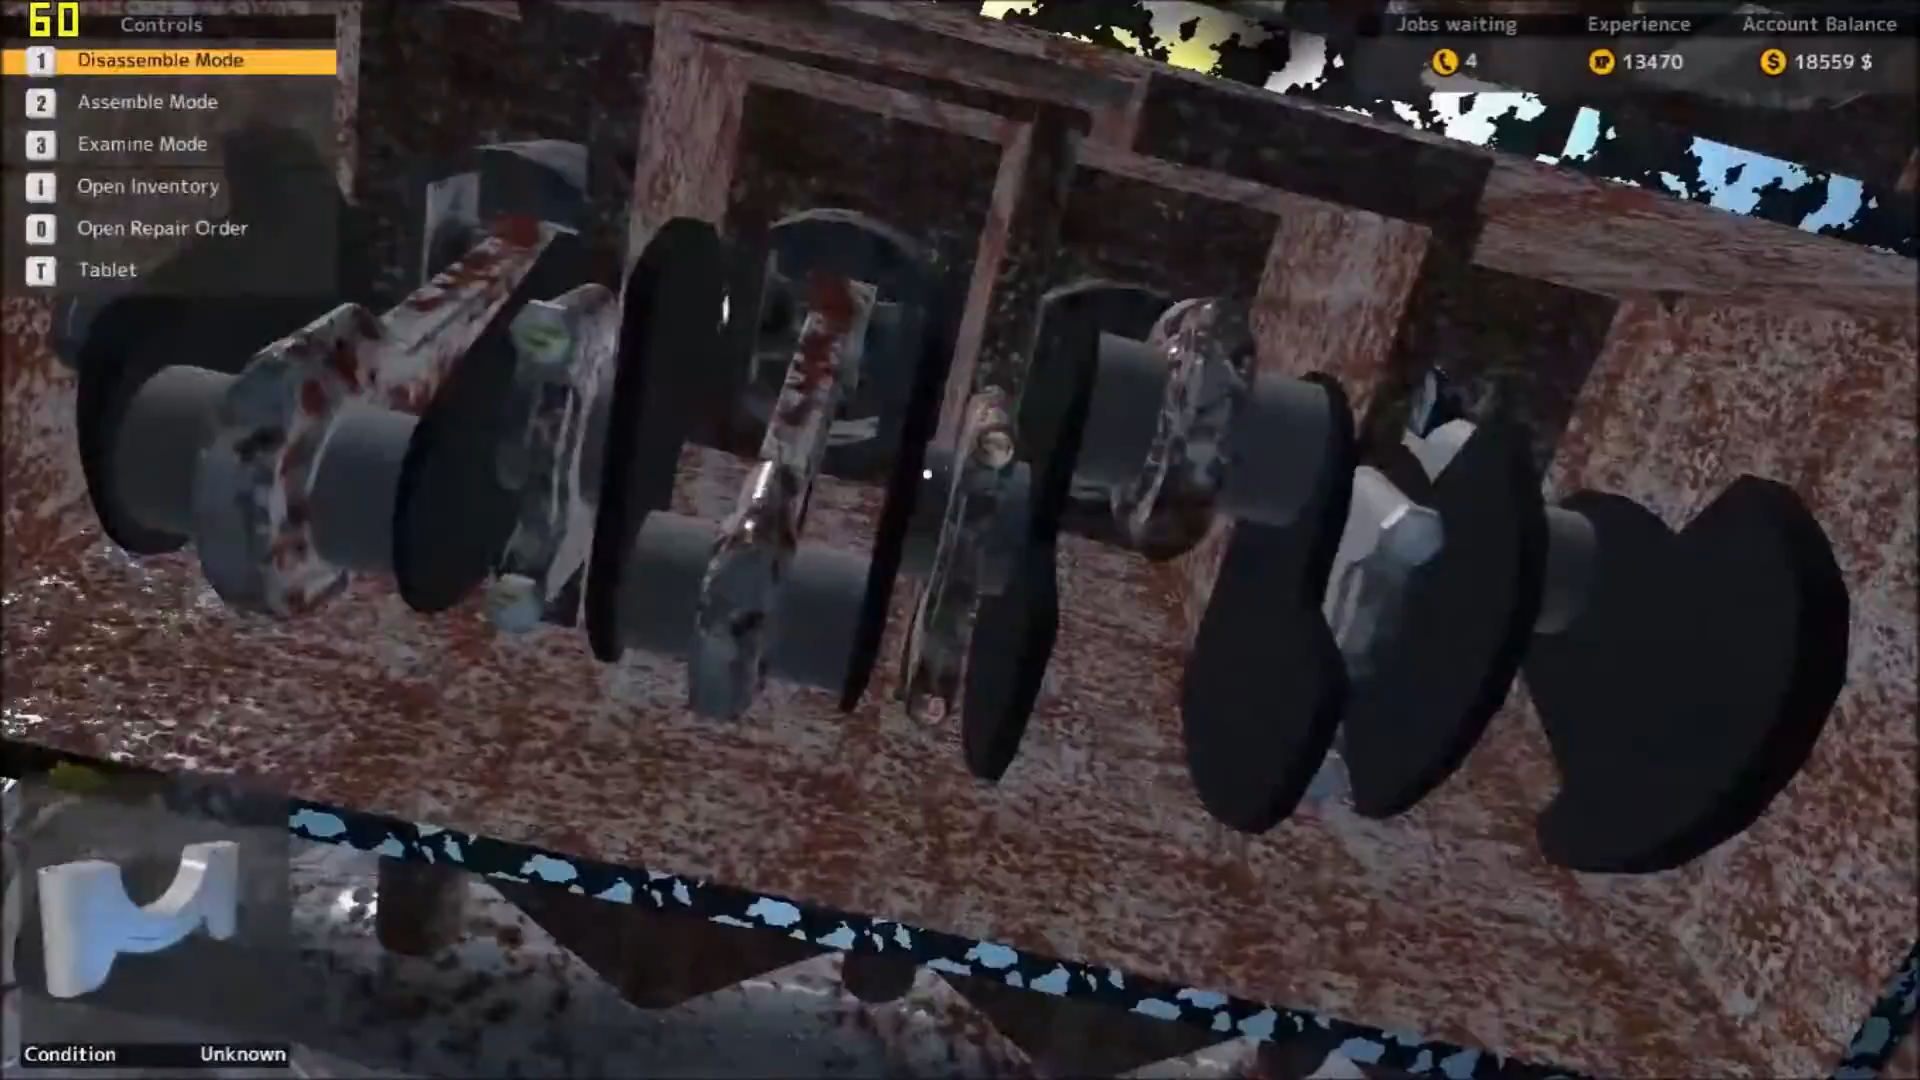 60
Controls
1 Disassemble Mode
2 Assemble Mode
3 Examine Mode
I Open Inventory
O Open Repair Order
T Tablet
Jobs waiting Experience Account Balance
4 XP 13470 $ 18559 $
Condition Unknown